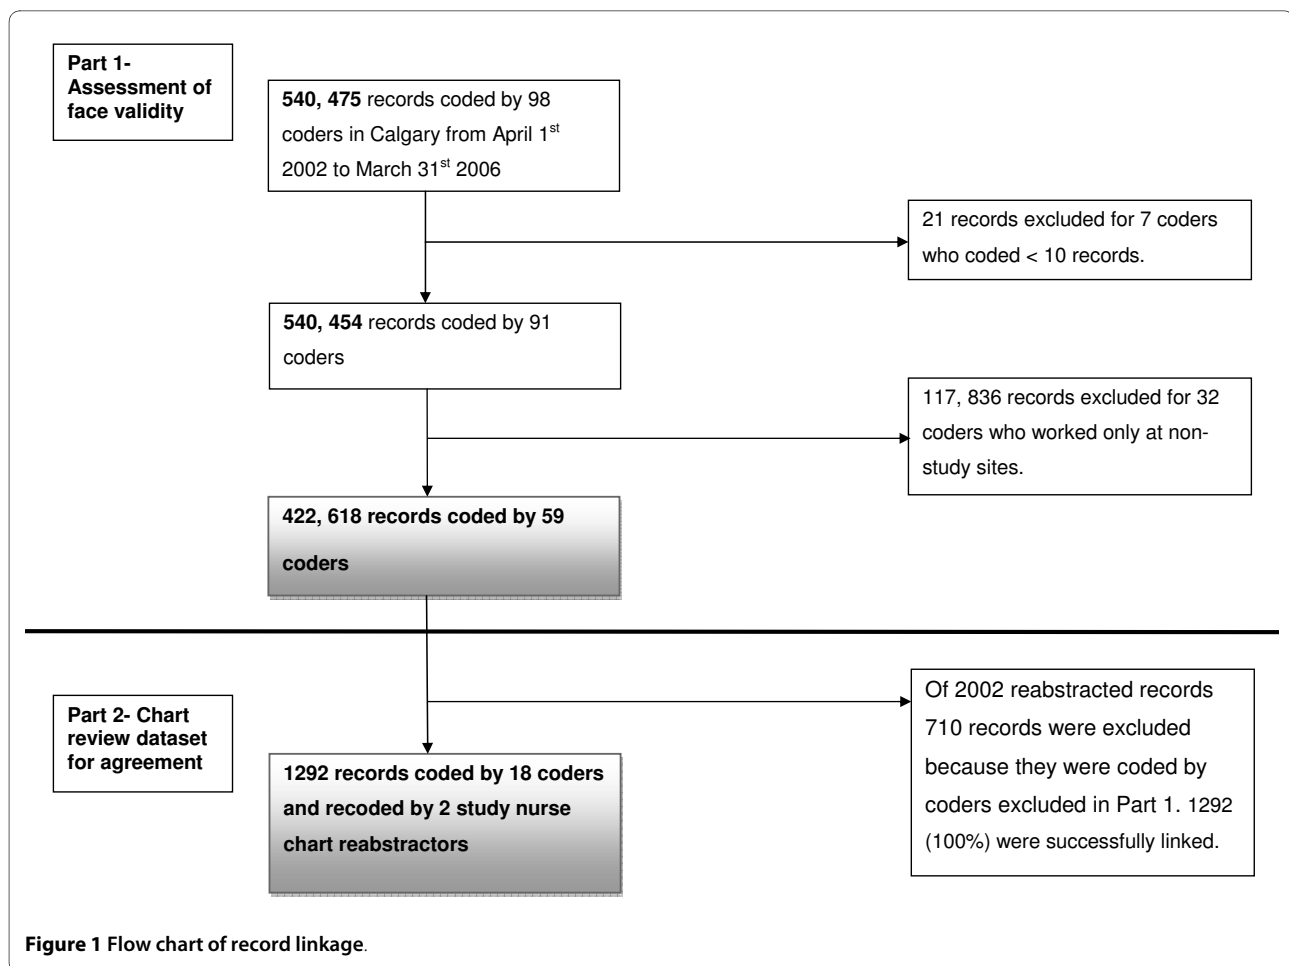 Part 1-
Assessment of
face validity
540, 475 records coded by 98
coders in Calgary from April 1st
2002 to March 31st 2006
21 records excluded for 7 coders
who coded < 10 records.
540, 454 records coded by 91
coders
117, 836 records excluded for 32
coders who worked only at non-
study sites.
422, 618 records coded by 59
coders
Part 2- Chart
review dataset
for agreement
Of 2002 reabstracted records
710 records were excluded
because they were coded by
coders excluded in Part 1. 1292
(100%) were successfully linked.
1292 records coded by 18 coders
and recoded by 2 study nurse
chart reabstractors
Figure 1 Flow chart of record linkage.